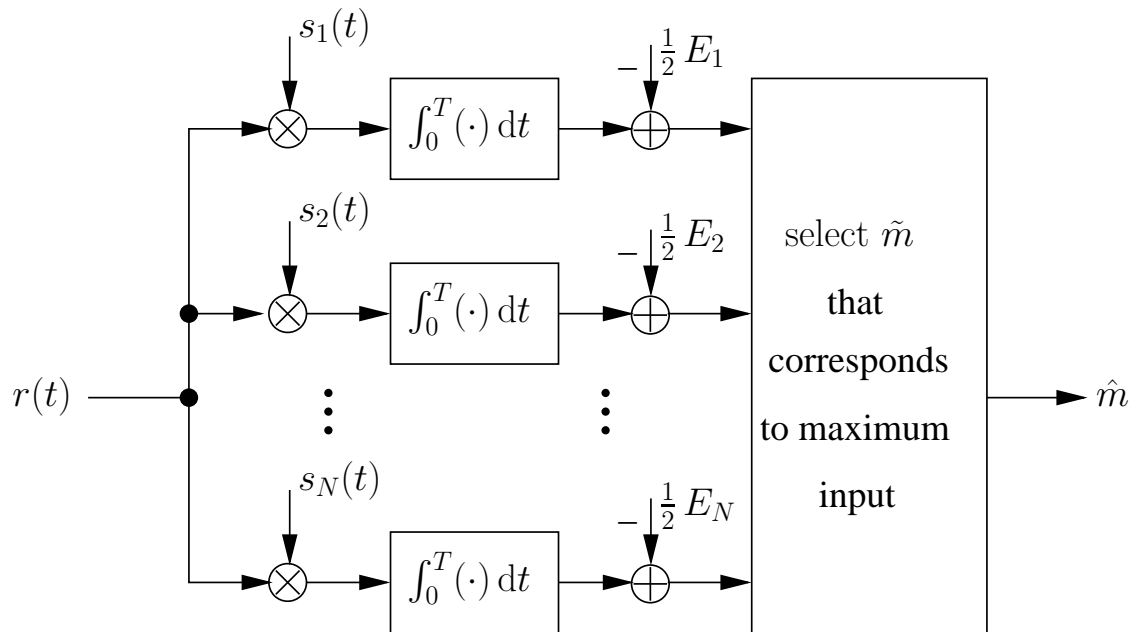 s_1(t)
− ½ E_1
∫_0^T (·) dt
s_2(t)
− ½ E_2
∫_0^T (·) dt
select m̃
that
corresponds
to maximum
input
r(t)
m̂
s_N(t)
− ½ E_N
∫_0^T (·) dt